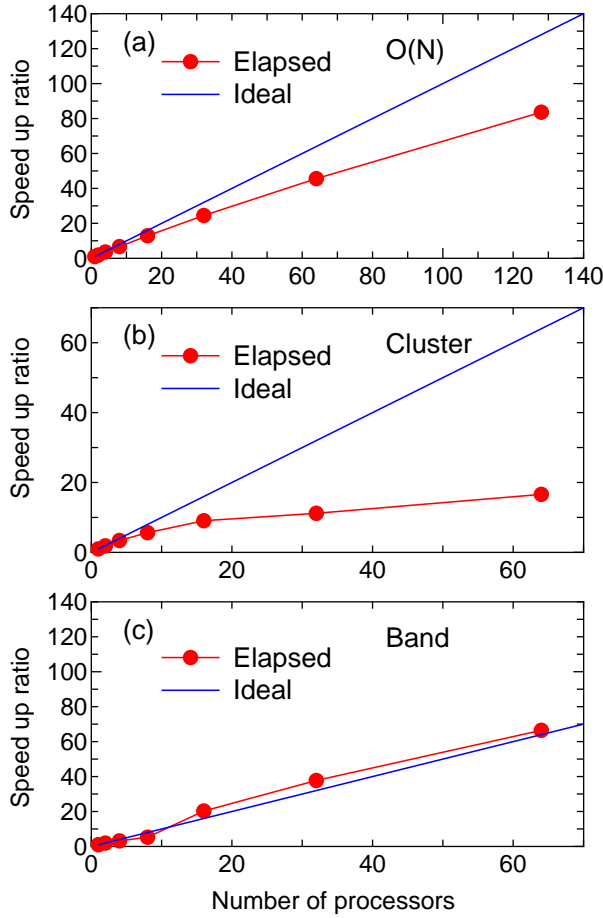 140
120
100
80
60
40
20
0
Speed up ratio
(a)
Elapsed
Ideal
O(N)
0 20 40 60 80 100 120 140
60
40
20
0
Speed up ratio
(b)
Elapsed
Ideal
Cluster
0 20 40 60
140
120
100
80
60
40
20
0
Speed up ratio
(c)
Elapsed
Ideal
Band
0 20 40 60
Number of processors